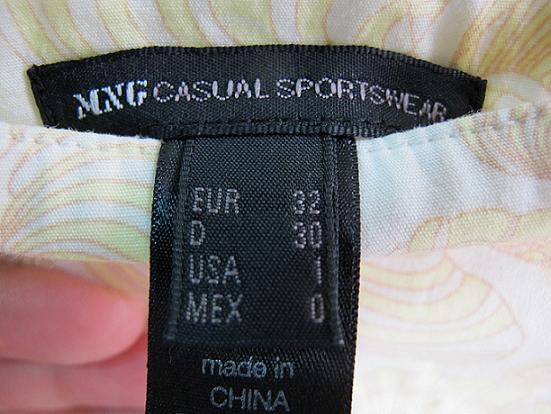 MNG CASUAL SPORTSWEAR
EUR 32
D 30
USA 1
MEX 0
made in
CHINA